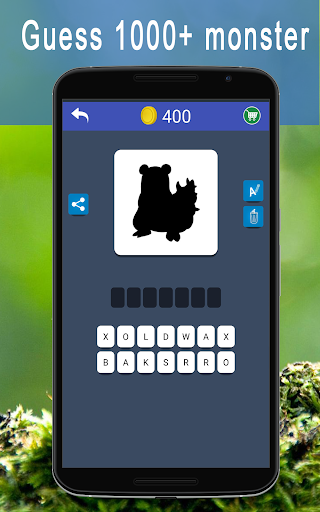 Guess 1000+ monster
400
A
X O L D W A X
B A K S R R O